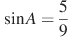 sinA = 5/9